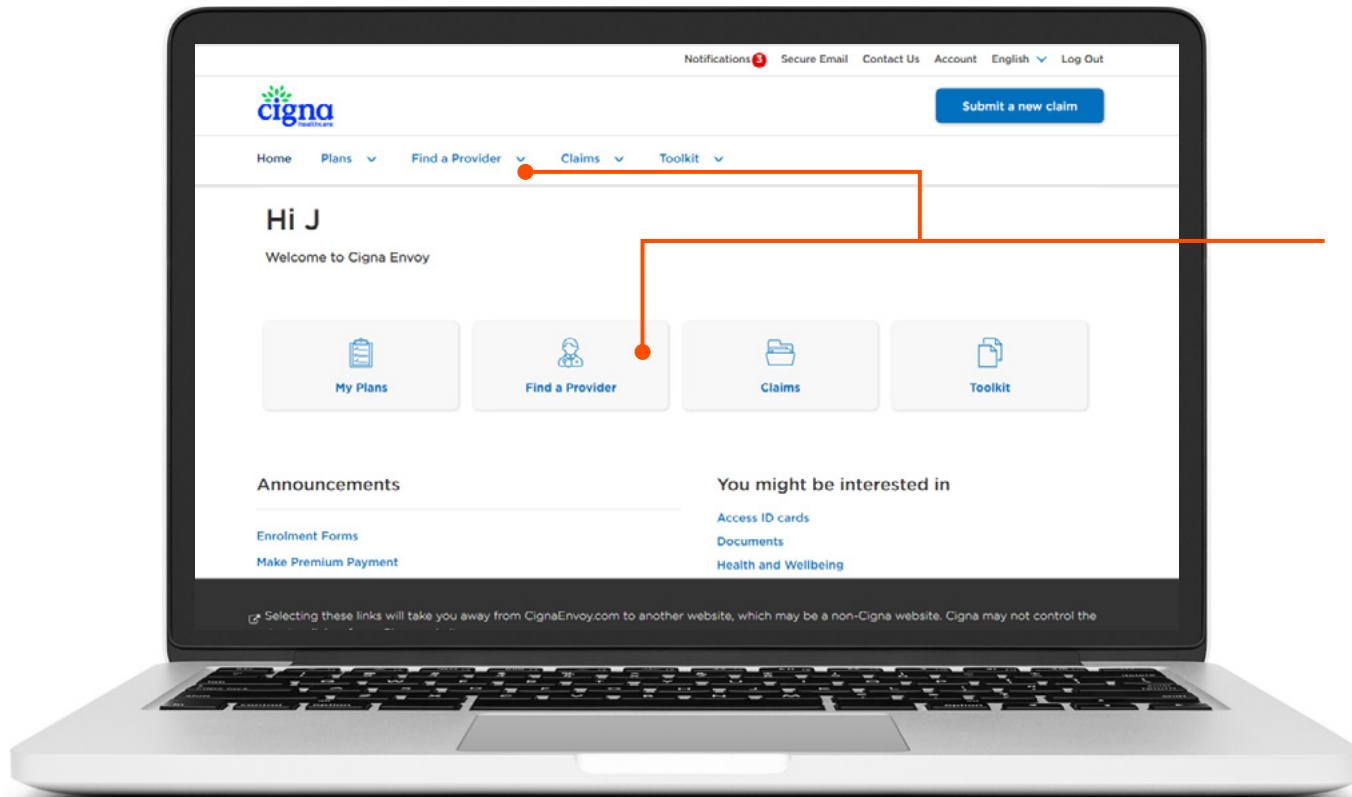 Notifications 3 Secure Email Contact Us Account English Log Out
cigna
healthcare
Submit a new claim
Home Plans Find a Provider Claims Toolkit
Hi J
Welcome to Cigna Envoy
My Plans Find a Provider Claims Toolkit
Announcements
You might be interested in
Enrolment Forms
Make Premium Payment
Access ID cards
Documents
Health and Wellbeing
Selecting these links will take you away from CignaEnvoy.com to another website, which may be a non-Cigna website. Cigna may not control the